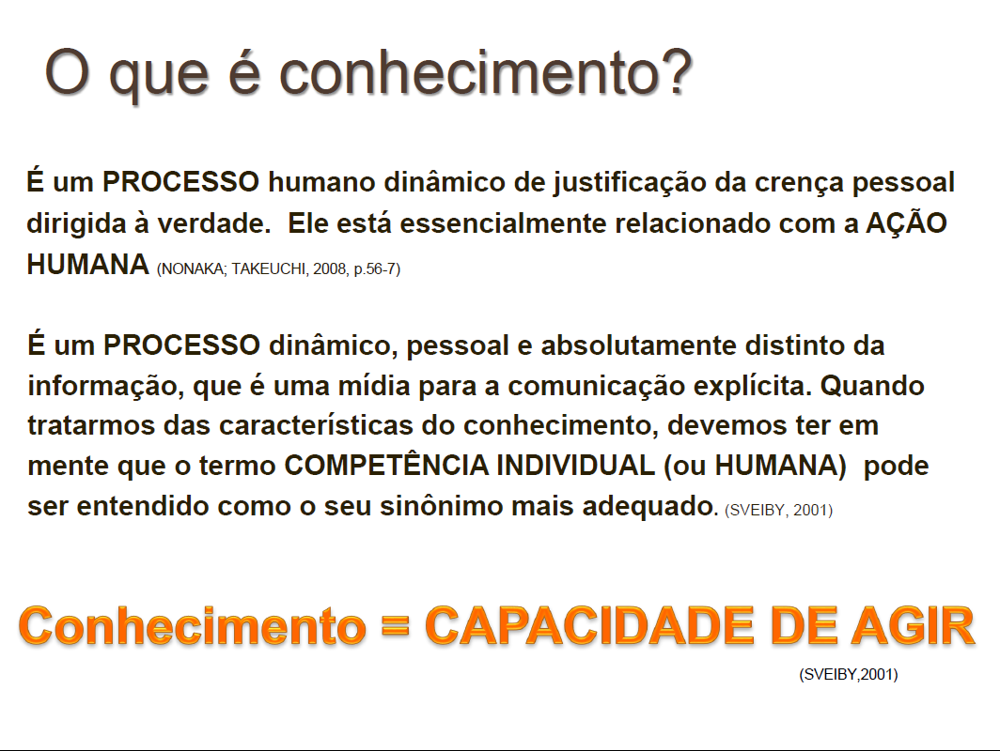 O que é conhecimento?
É um PROCESSO humano dinâmico de justificação da crença pessoal
dirigida à verdade.  Ele está essencialmente relacionado com a AÇÃO
HUMANA (NONAKA; TAKEUCHI, 2008, p.56-7)
É um PROCESSO dinâmico, pessoal e absolutamente distinto da
informação, que é uma mídia para a comunicação explícita. Quando
tratarmos das características do conhecimento, devemos ter em
mente que o termo COMPETÊNCIA INDIVIDUAL (ou HUMANA)  pode
ser entendido como o seu sinônimo mais adequado. (SVEIBY, 2001)
Conhecimento = CAPACIDADE DE AGIR
(SVEIBY,2001)